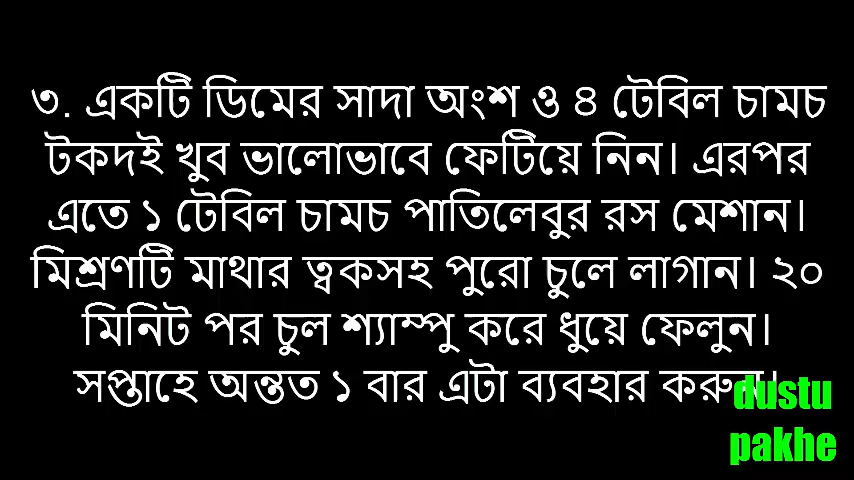 ৩. একটি ডিমের সাদা অংশ ও ৪ টেবিল চামচ
টকদই খুব ভালোভাবে ফেটিয়ে নিন। এরপর
এতে ১ টেবিল চামচ পাতিলেবুর রস মেশান।
মিশ্রণটি মাথার ত্বকসহ পুরো চুলে লাগান। ২০
মিনিট পর চুল শ্যাম্পু করে ধুয়ে ফেলুন।
সপ্তাহে অন্তত ১ বার এটা ব্যবহার করুন।
dustu
pakhe